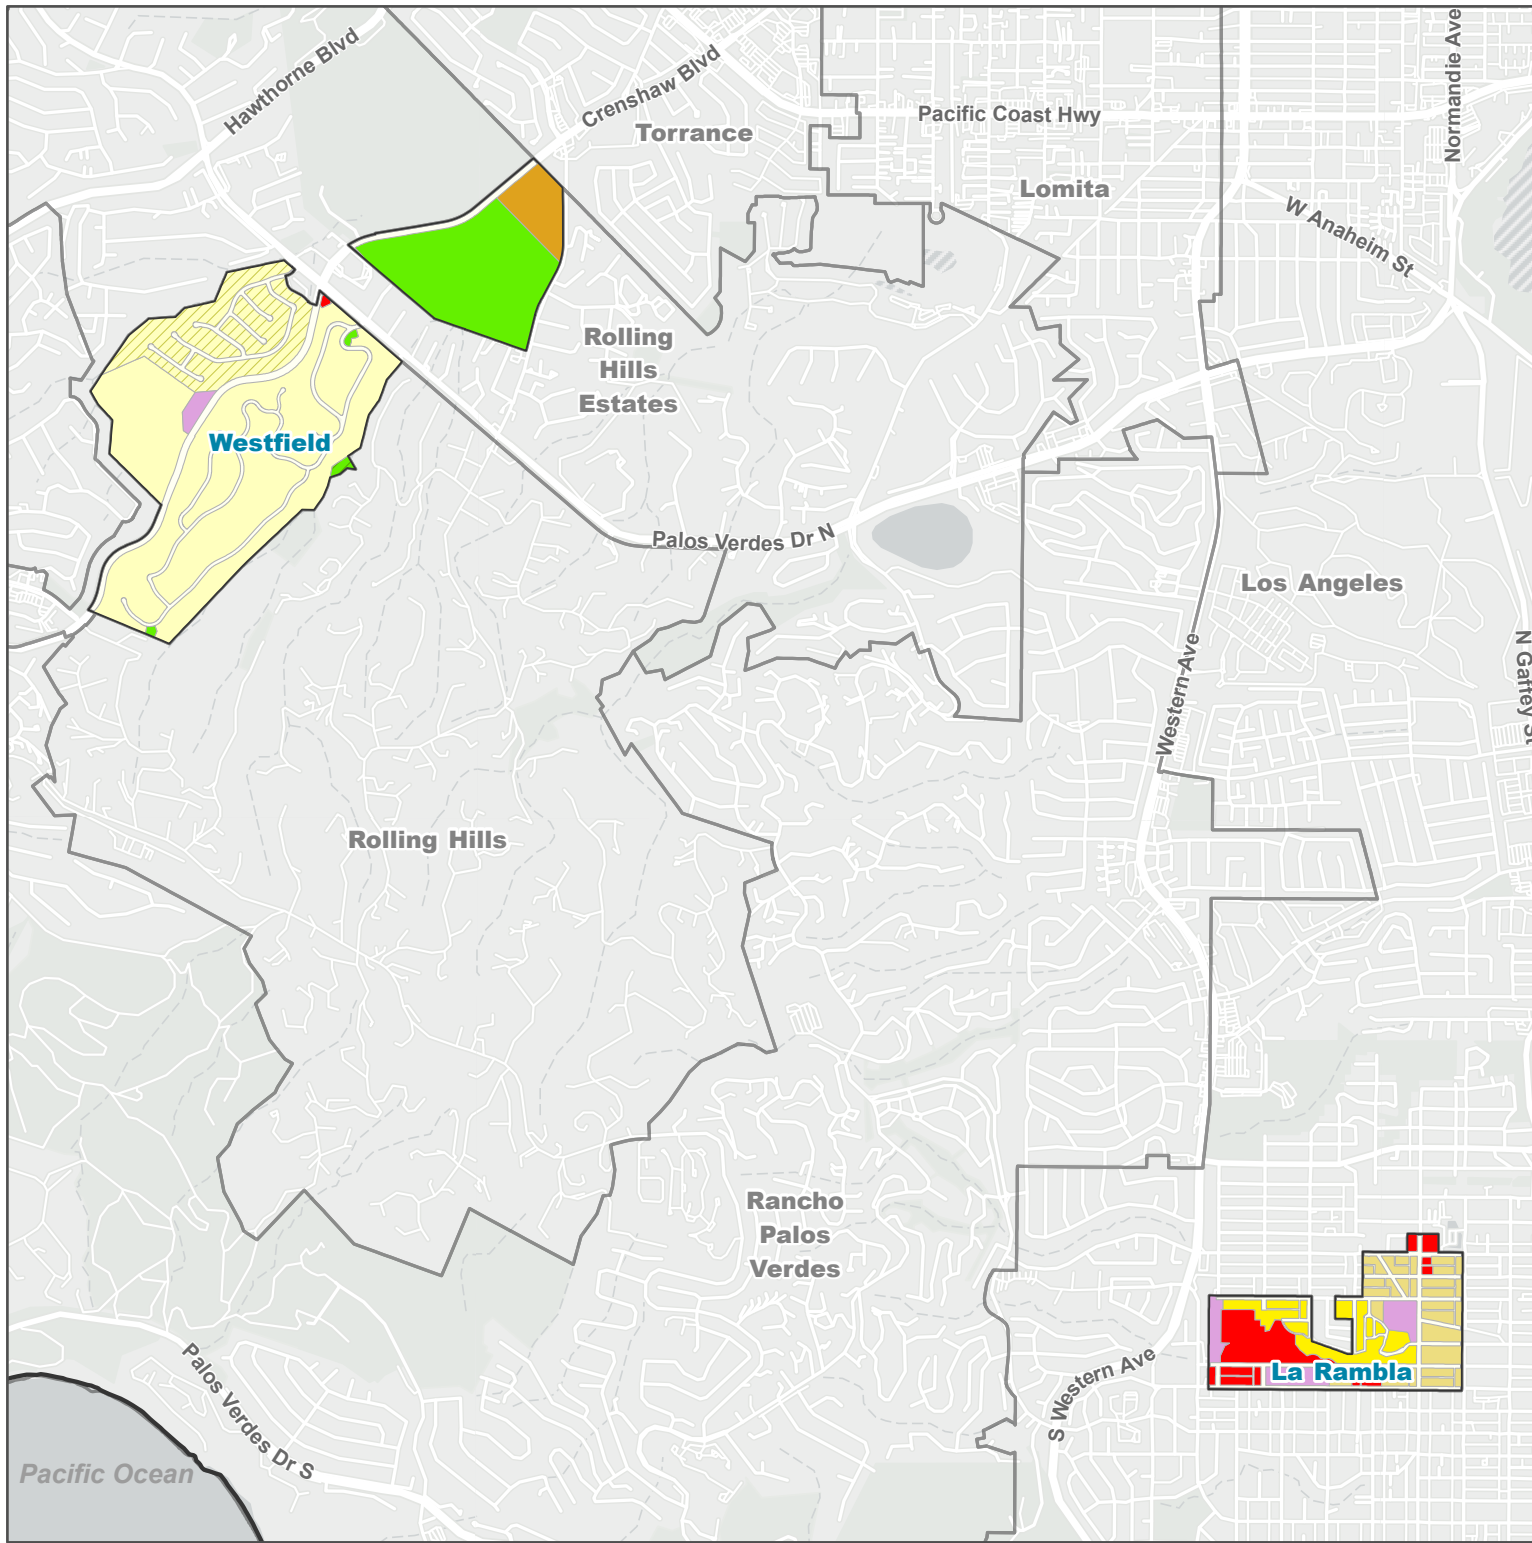 Hawthorne Blvd
Crenshaw Blvd
Torrance
Pacific Coast Hwy
Normandie Ave
Lomita
W Anaheim St
Rolling
Hills
Estates
Westfield
Palos Verdes Dr N
Los Angeles
Western Ave
N Gaffey St
Rolling Hills
Rancho
Palos
Verdes
La Rambla
S Western Ave
Palos Verdes Dr S
Pacific Ocean